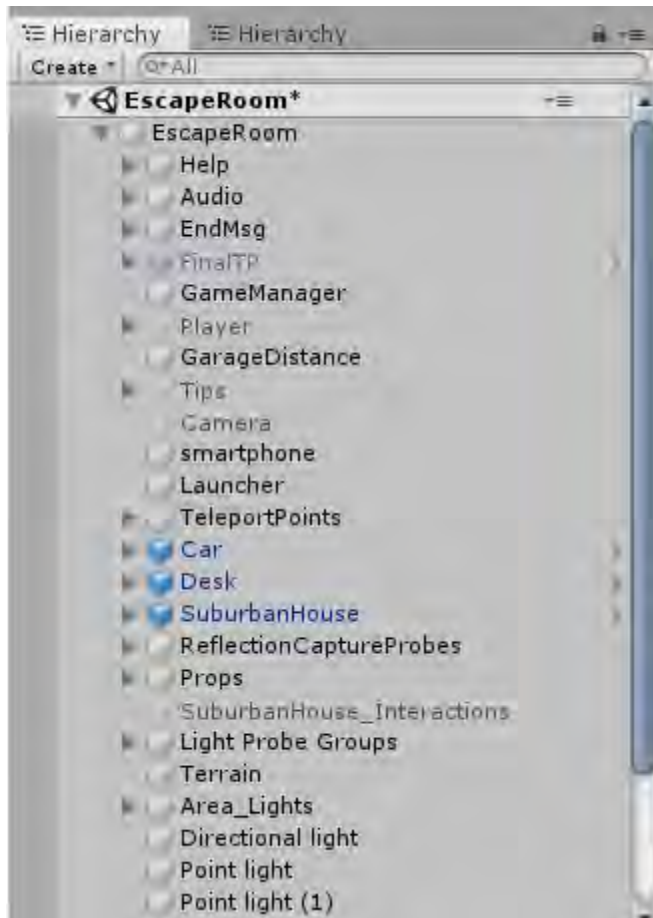 Hierarchy Hierarchy
Create All
EscapeRoom*
EscapeRoom
Help
Audio
EndMsg
FinalTP
GameManager
Player
GarageDistance
Tips
Camera
smartphone
Launcher
TeleportPoints
Car
Desk
SuburbanHouse
ReflectionCaptureProbes
Props
SuburbanHouse_Interactions
Light Probe Groups
Terrain
Area_Lights
Directional light
Point light
Point light (1)